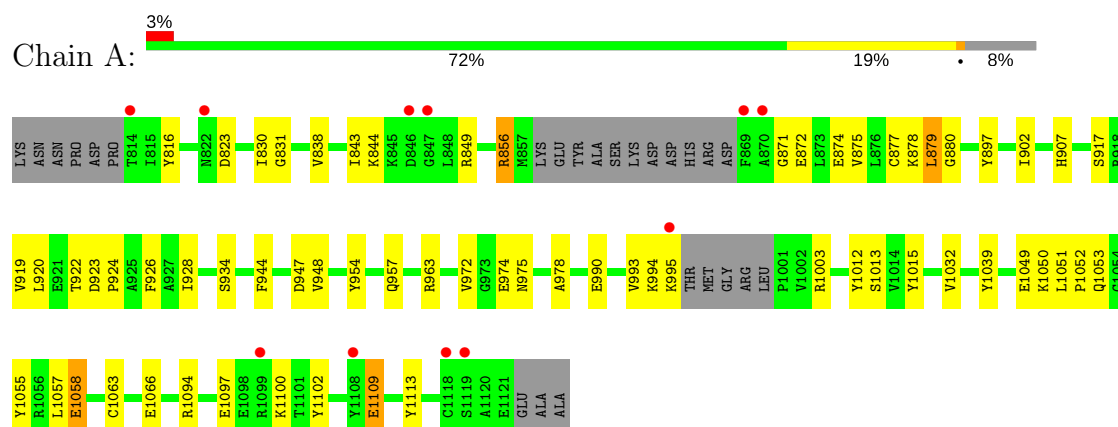 3%
Chain A:
72% 19% • 8%
LYS ASN ASN PRO ASP PRO T814 I815 Y816 N822 D823 I830 G831 V838 I843 K844 K845 D846 G847 L848 R849 R856 M857 LYS GLU TYR ALA SER LYS ASP ASP HIS ARG ASP F869 A870 G871 E872 L873 E874 V875 L876 C877 K878 L879 G880 Y897 I902 H907 S917 R918
V919 L920 E921 T922 D923 P924 A925 F926 A927 I928 S934 F944 D947 V948 Y954 Q957 R963 V972 G973 E974 N975 A978 E990 V993 K994 K995 THR MET GLY ARG LEU P1001 V1002 R1003 Y1012 S1013 V1014 Y1015 V1032 Y1039 E1049 K1050 L1051 P1052 Q1053
Y1055 R1056 L1057 E1058 C1063 E1066 R1094 E1097 E1098 R1099 K1100 T1101 Y1102 Y1108 E1109 Y1113 C1118 S1119 A1120 E1121 GLU ALA ALA